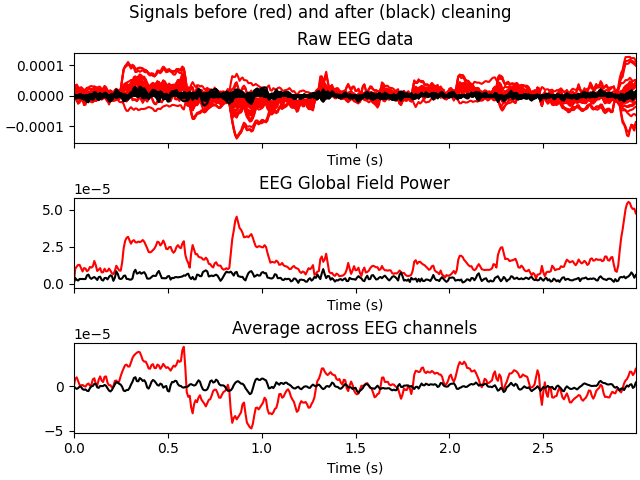 Signals before (red) and after (black) cleaning
Raw EEG data
0.0001
0.0000
−0.0001
Time (s)
EEG Global Field Power
1e−5
5.0
2.5
0.0
Time (s)
Average across EEG channels
1e−5
0
−5
0.0 0.5 1.0 1.5 2.0 2.5
Time (s)